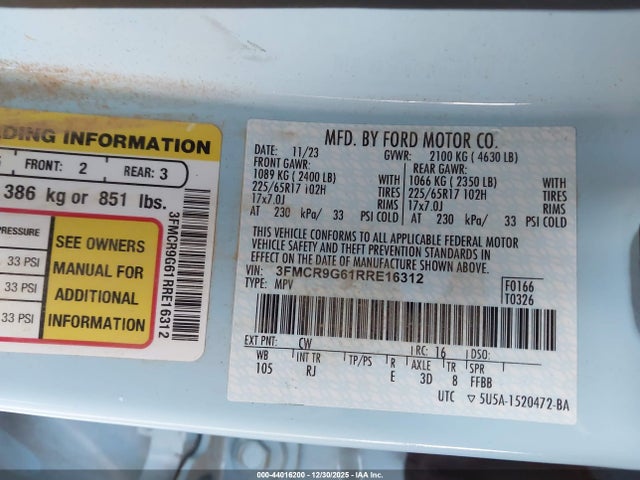 ADING INFORMATION
FRONT: 2 REAR: 3
386 kg or 851 lbs.
PRESSURE
33 PSI
33 PSI
33 PSI
SEE OWNERS
MANUAL FOR
ADDITIONAL
INFORMATION
3FMCR9G61RRE16312
MFD. BY FORD MOTOR CO.
DATE: 11/23 GVWR: 2100 KG ( 4630 LB)
FRONT GAWR: REAR GAWR:
1089 KG ( 2400 LB) WITH 1066 KG ( 2350 LB) WITH
225/65R17 102H TIRES 225/65R17 102H TIRES
17x7.0J RIMS 17x7.0J RIMS
AT 230 kPa/ 33 PSI COLD AT 230 kPa/ 33 PSI COLD
THIS VEHICLE CONFORMS TO ALL APPLICABLE FEDERAL MOTOR
VEHICLE SAFETY AND THEFT PREVENTION STANDARDS IN
EFFECT ON THE DATE OF MANUFACTURE SHOWN ABOVE.
VIN: 3FMCR9G61RRE16312
TYPE: MPV
F0166
T0326
EXT PNT: CW RC: 16 DSO:
WB INT TR TP/PS R AXLE TR SPR
105 RJ E 3D 8 FFBB
UTC ▽ 5U5A-1520472-BA
000-44016200 - 12/30/2025 - IAAI.COM